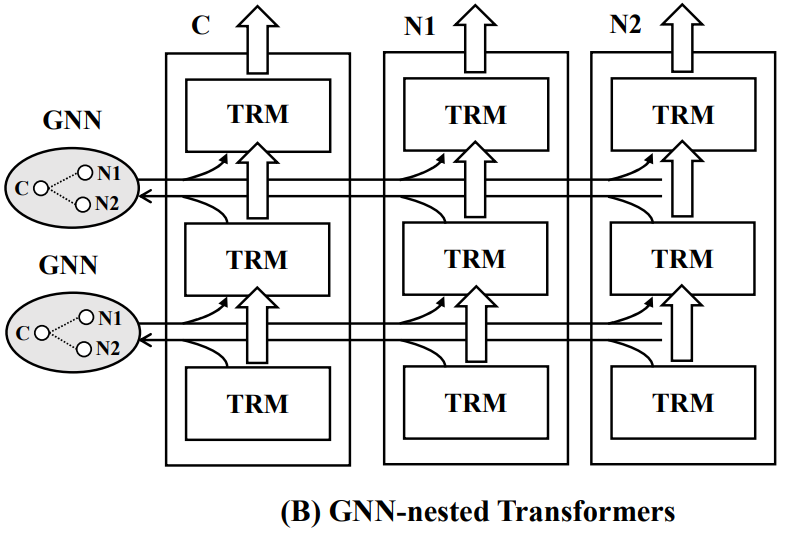 C N1 N2
TRM TRM TRM
GNN
C N1
N2
TRM TRM TRM
GNN
C N1
N2
TRM TRM TRM
(B) GNN-nested Transformers